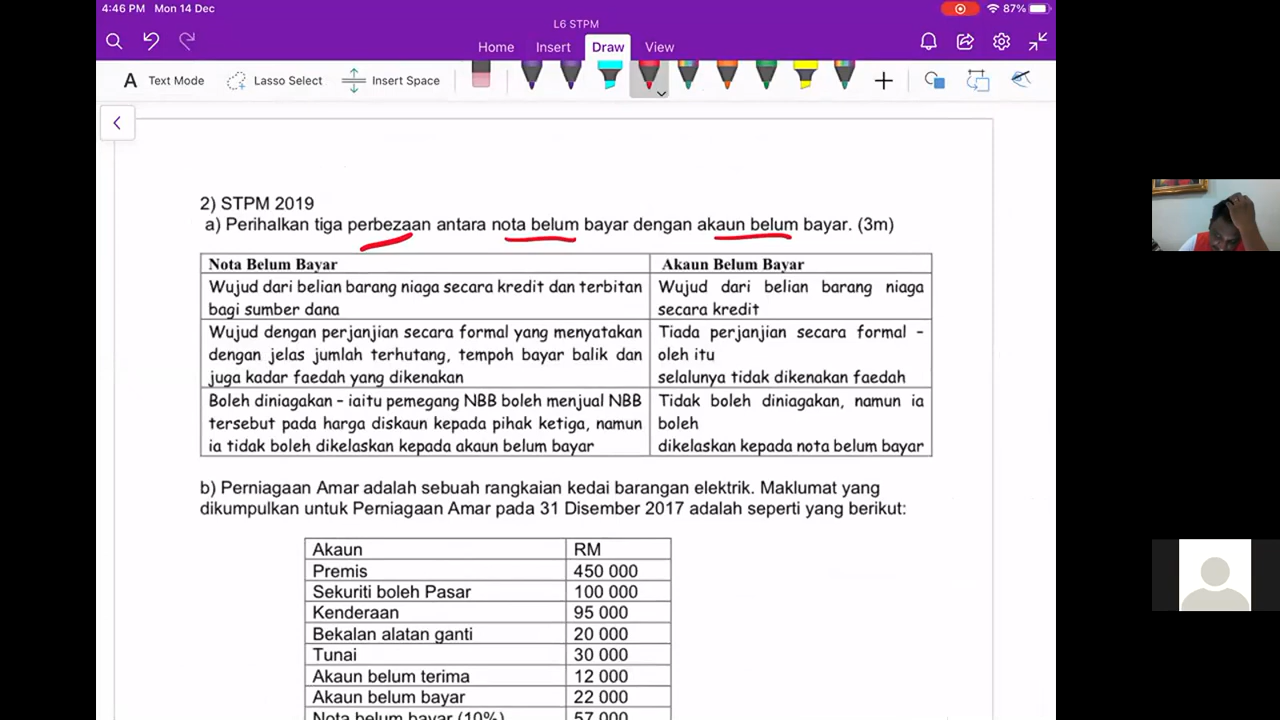 4:46 PM Mon 14 Dec
87%
L6 STPM
Home Insert Draw View
A Text Mode Lasso Select Insert Space
2) STPM 2019
a) Perihalkan tiga perbezaan antara nota belum bayar dengan akaun belum bayar. (3m)
Nota Belum Bayar Akaun Belum Bayar
Wujud dari belian barang niaga secara kredit dan terbitan Wujud dari belian barang niaga
bagi sumber dana secara kredit
Wujud dengan perjanjian secara formal yang menyatakan Tiada perjanjian secara formal –
dengan jelas jumlah terhutang, tempoh bayar balik dan oleh itu
juga kadar faedah yang dikenakan selalunya tidak dikenakan faedah
Boleh diniagakan – iaitu pemegang NBB boleh menjual NBB Tidak boleh diniagakan, namun ia
tersebut pada harga diskaun kepada pihak ketiga, namun boleh
ia tidak boleh dikelaskan kepada akaun belum bayar dikelaskan kepada nota belum bayar
b) Perniagaan Amar adalah sebuah rangkaian kedai barangan elektrik. Maklumat yang
dikumpulkan untuk Perniagaan Amar pada 31 Disember 2017 adalah seperti yang berikut:
Akaun RM
Premis 450 000
Sekuriti boleh Pasar 100 000
Kenderaan 95 000
Bekalan alatan ganti 20 000
Tunai 30 000
Akaun belum terima 12 000
Akaun belum bayar 22 000
Nota belum bayar (10%) 57 000